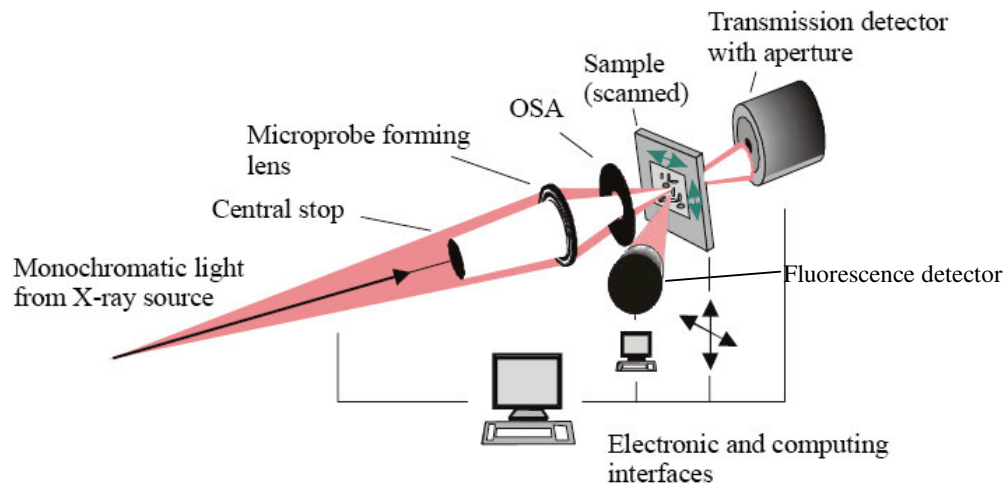 Transmission detector
with aperture
Sample
(scanned)
OSA
Microprobe forming
lens
Central stop
Monochromatic light
from X-ray source
Fluorescence detector
Electronic and computing
interfaces